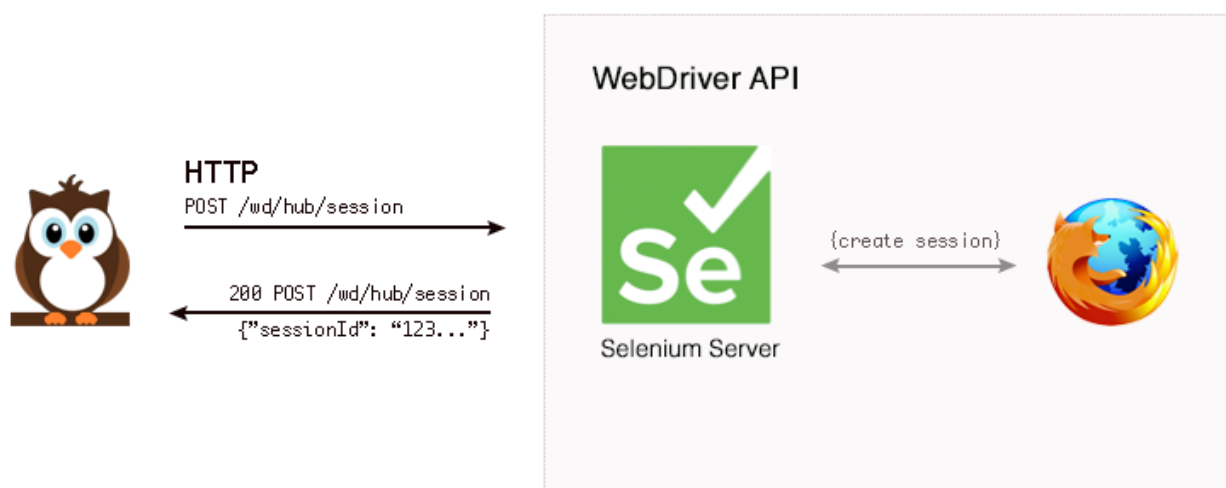 WebDriver API
HTTP
POST /wd/hub/session
200 POST /wd/hub/session
{”sessionId”: “123...”}
Se
Selenium Server
{create session}